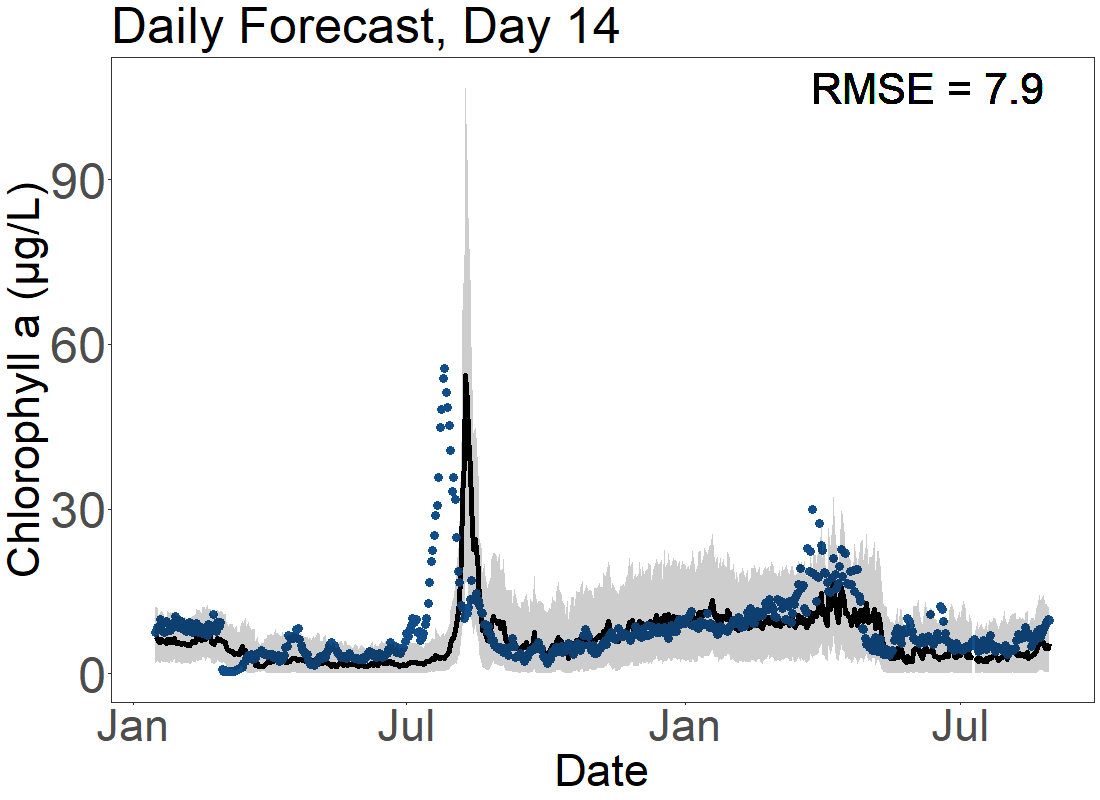 Daily Forecast, Day 14
RMSE = 7.9
Chlorophyll a (μg/L)
90
60
30
0
Jan
Jul
Jan
Jul
Date